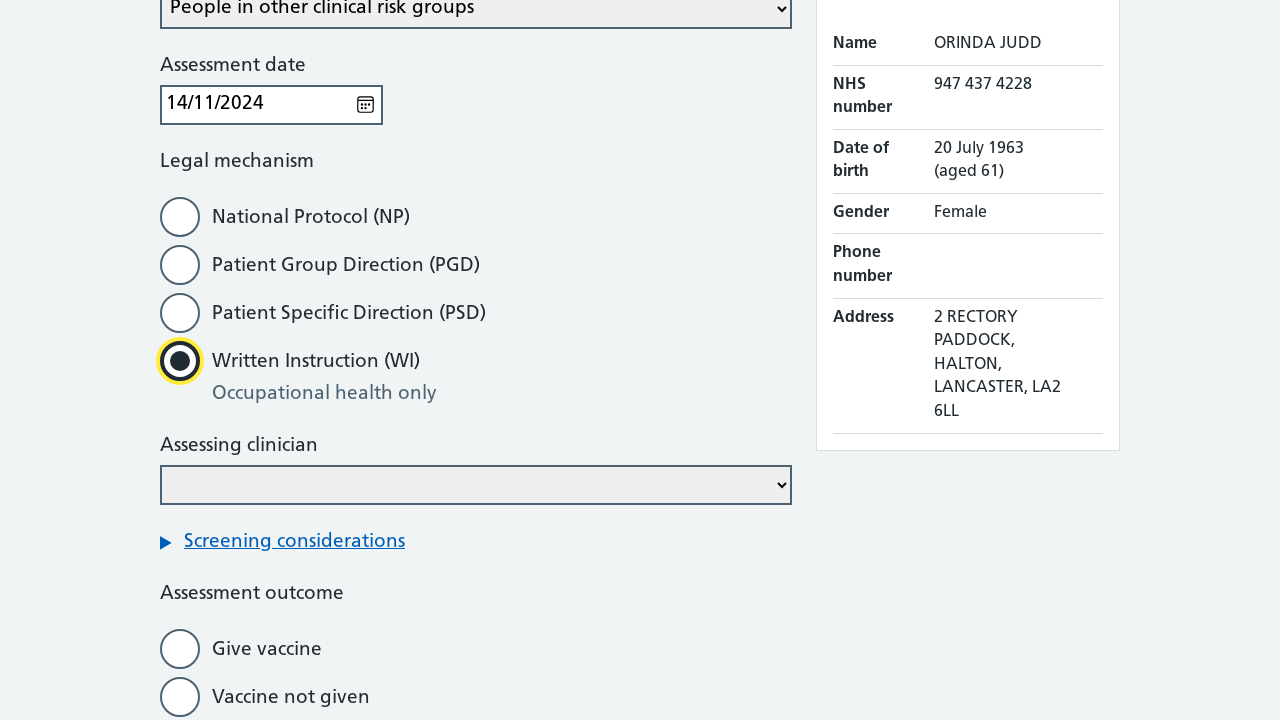 People in other clinical risk groups
Assessment date
14/11/2024
Legal mechanism
National Protocol (NP)
Patient Group Direction (PGD)
Patient Specific Direction (PSD)
Written Instruction (WI)
Occupational health only
Assessing clinician
Screening considerations
Assessment outcome
Give vaccine
Vaccine not given
Name ORINDA JUDD
NHS number 947 437 4228
Date of birth 20 July 1963
(aged 61)
Gender Female
Phone number
Address 2 RECTORY
PADDOCK,
HALTON,
LANCASTER, LA2
6LL